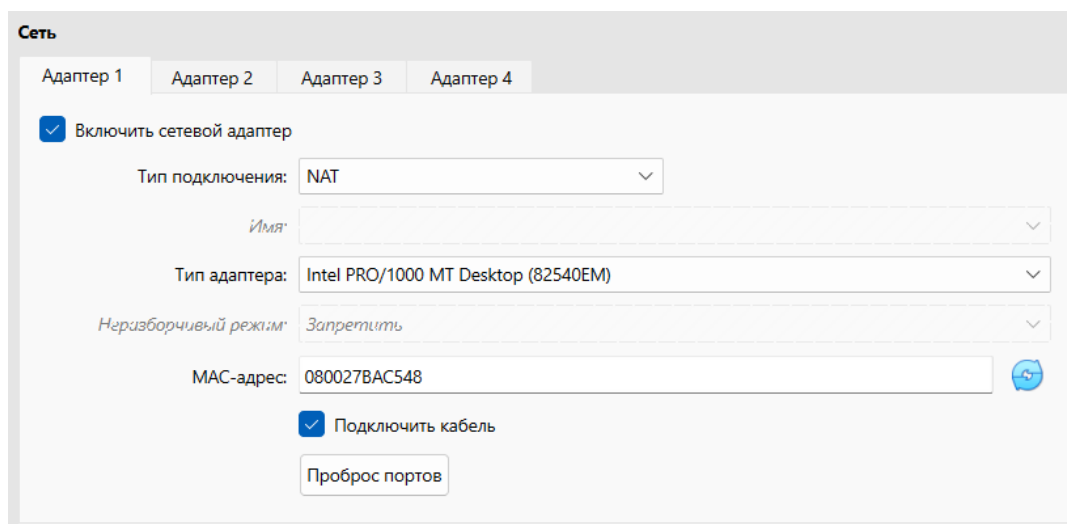 Сеть
Адаптер 1 Адаптер 2 Адаптер 3 Адаптер 4
Включить сетевой адаптер
Тип подключения: NAT
Имя:
Тип адаптера: Intel PRO/1000 MT Desktop (82540EM)
Неразборчивый режим: Запретить
MAC-адрес: 080027BAC548
Подключить кабель
Проброс портов